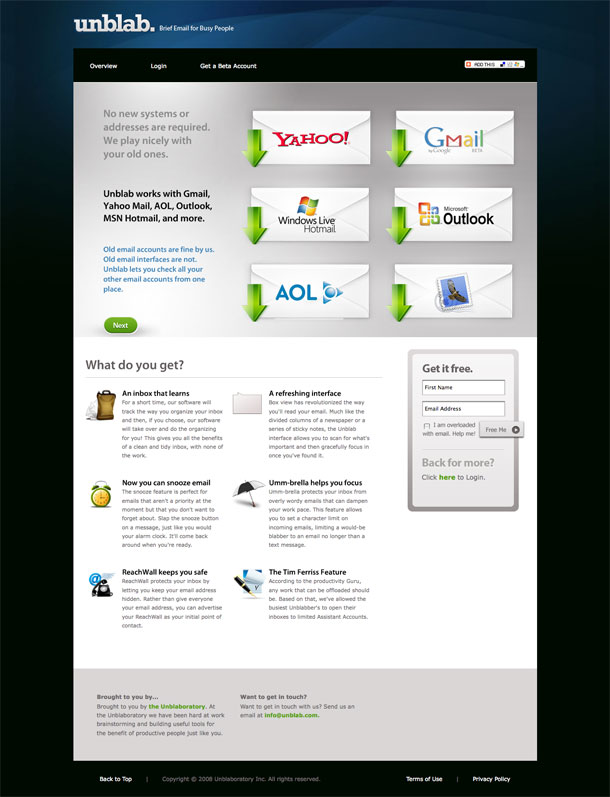 unblab. Brief Email for Busy People
Overview Login Get a Beta Account ADD THIS
No new systems or
addresses are required.
We play nicely with
your old ones.
Unblab works with Gmail,
Yahoo Mail, AOL, Outlook,
MSN Hotmail, and more.
Old email accounts are fine by us.
Old email interfaces are not.
Unblab lets you check all your
other email accounts from one
place.
Next
YAHOO!
Gmail
by Google BETA
Windows Live
Hotmail
Microsoft
Outlook
AOL
What do you get?
An inbox that learns
For a short time, our software will
track the way you organize your inbox
and then, if you choose, our software
will take over and do the organizing
for you! This gives you all the benefits
of a clean and tidy inbox, with none of
the work.
A refreshing interface
Box view has revolutionized the way
you'll read your email. Much like the
divided columns of a newspaper or a
series of sticky notes, the Unblab
interface allows you to scan for what's
important and then gracefully focus in
once you've found it.
Now you can snooze email
The snooze feature is perfect for
emails that aren't a priority at the
moment but that you don't want to
forget about. Slap the snooze button
on a message, just like you would
your alarm clock. It'll come back
around when you're ready.
Umm-brella helps you focus
Umm-brella protects your inbox from
overly wordy emails that can dampen
your work pace. This feature allows
you to set a character limit on
incoming emails, limiting a would-be
blabber to an email no longer than a
text message.
ReachWall keeps you safe
ReachWall protects your inbox by
letting you keep your email address
hidden. Rather than give everyone
your email address, you can advertise
your ReachWall as your initial point of
contact.
The Tim Ferriss Feature
According to the productivity Guru,
any work that can be offloaded should
be. Based on that, we've allowed the
busiest Unblabber's to open their
inboxes to limited Assistant Accounts.
Get it free.
First Name
Email Address
I am overloaded
with email. Help me!
Free Me
Back for more?
Click here to Login.
Brought to you by...
Brought to you by the Unblaboratory. At
the Unblaboratory we have been hard at work
brainstorming and building useful tools for
the benefit of productive people just like you.
Want to get in touch?
Want to get in touch with us? Send us an
email at info@unblab.com.
Back to Top | Copyright © 2008 Unblaboratory Inc. All rights reserved. Terms of Use | Privacy Policy